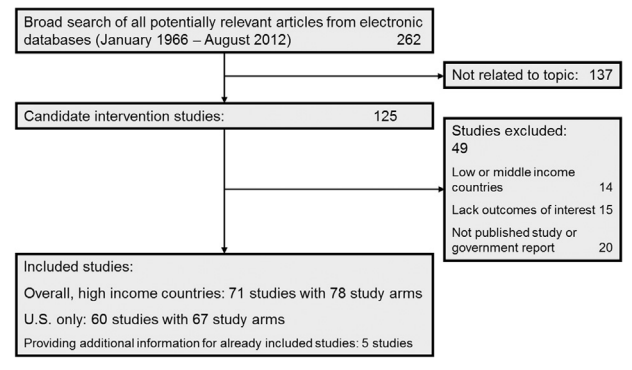 Broad search of all potentially relevant articles from electronic
databases (January 1966 – August 2012) 262
Not related to topic: 137
Candidate intervention studies: 125
Studies excluded:
49
Low or middle income
countries 14
Lack outcomes of interest 15
Not published study or
government report 20
Included studies:
Overall, high income countries: 71 studies with 78 study arms
U.S. only: 60 studies with 67 study arms
Providing additional information for already included studies: 5 studies